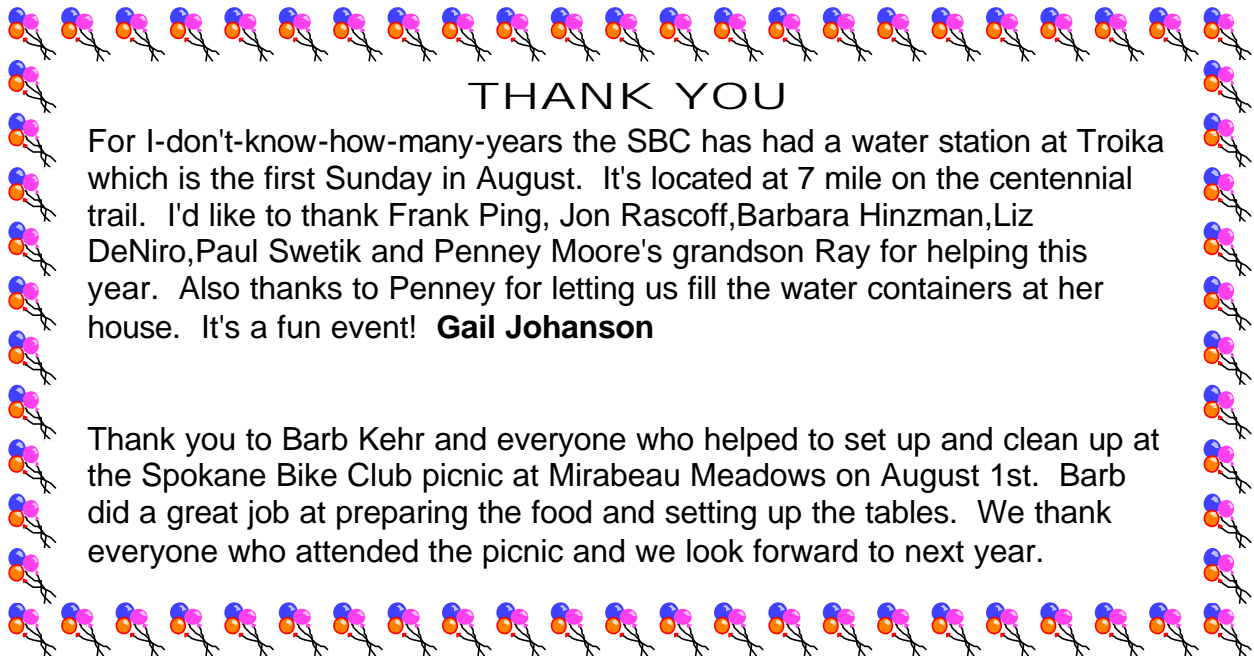 THANK YOU
For I-don't-know-how-many-years the SBC has had a water station at Troika
which is the first Sunday in August.  It's located at 7 mile on the centennial
trail.  I'd like to thank Frank Ping, Jon Rascoff,Barbara Hinzman,Liz
DeNiro,Paul Swetik and Penney Moore's grandson Ray for helping this
year.  Also thanks to Penney for letting us fill the water containers at her
house.  It's a fun event!  Gail Johanson
Thank you to Barb Kehr and everyone who helped to set up and clean up at
the Spokane Bike Club picnic at Mirabeau Meadows on August 1st.  Barb
did a great job at preparing the food and setting up the tables.  We thank
everyone who attended the picnic and we look forward to next year.